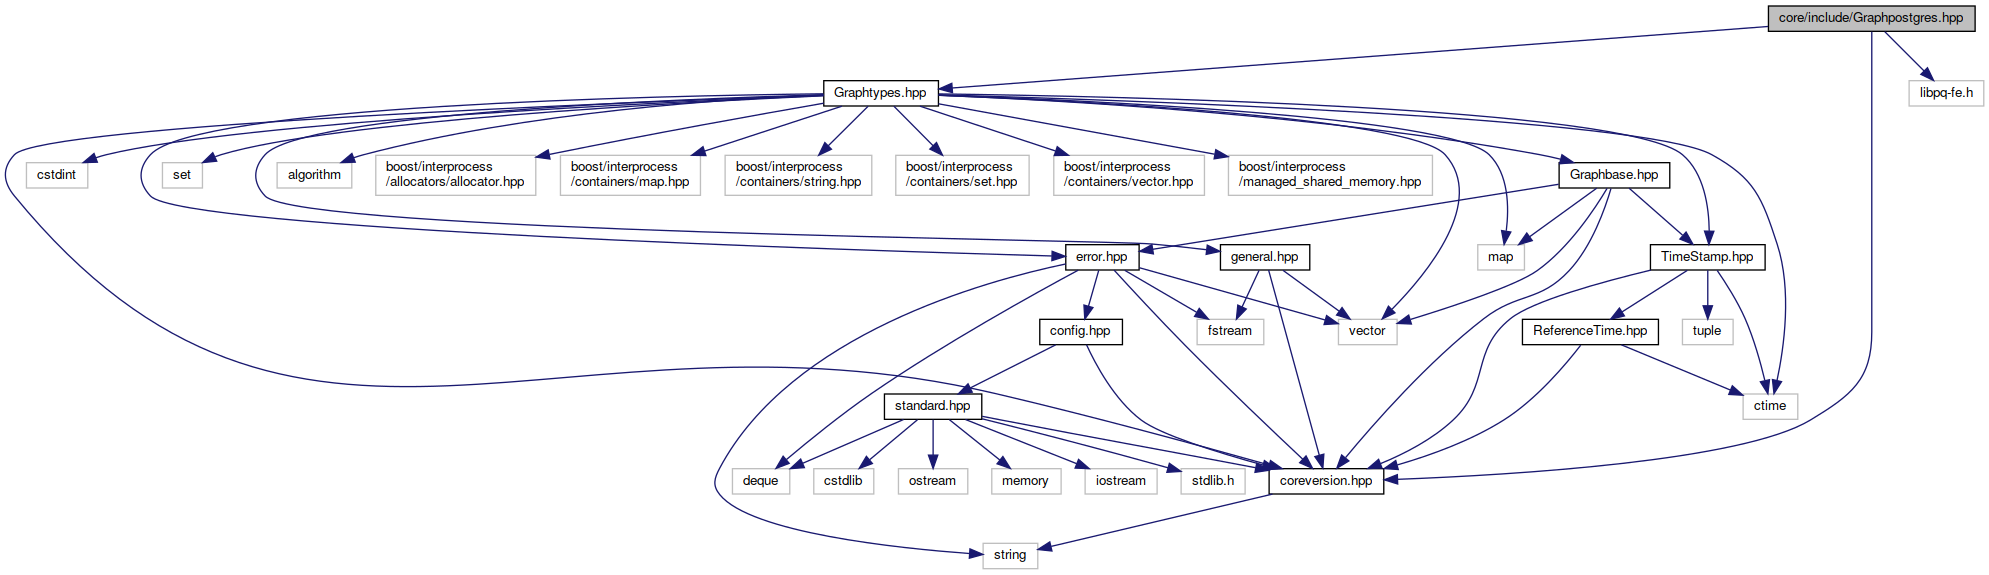 core/include/Graphpostgres.hpp
Graphtypes.hpp
libpq-fe.h
cstdint
set
algorithm
boost/interprocess
/allocators/allocator.hpp
boost/interprocess
/containers/map.hpp
boost/interprocess
/containers/string.hpp
boost/interprocess
/containers/set.hpp
boost/interprocess
/containers/vector.hpp
boost/interprocess
/managed_shared_memory.hpp
Graphbase.hpp
error.hpp
general.hpp
map
TimeStamp.hpp
config.hpp
fstream
vector
ReferenceTime.hpp
tuple
standard.hpp
ctime
deque
cstdlib
ostream
memory
iostream
stdlib.h
coreversion.hpp
string